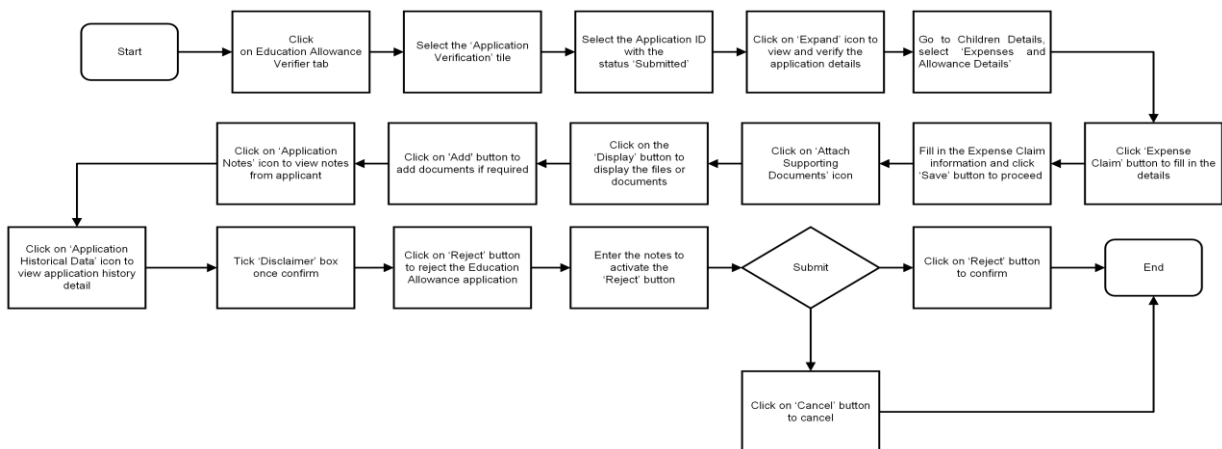 Start
Click
on Education Allowance
Verifier tab
Select the ‘Application
Verification’ tile
Select the Application ID
with the
status ‘Submitted’
Click on ‘Expand’ icon to
view and verify the
application details
Go to Children Details,
select ‘Expenses and
Allowance Details’
Click ‘Expense
Claim’ button to fill in the
details
Fill in the Expense Claim
information and click
‘Save’ button to proceed
Click on ‘Attach
Supporting
Documents’ icon
Click on the
‘Display’ button to
display the files or
documents
Click on 'Add' button to
add documents if required
Click on ‘Application
Notes’ icon to view notes
from applicant
Click on ‘Application
Historical Data’ icon to
view application history
detail
Tick ‘Disclaimer’ box
once confirm
Click on ‘Reject’ button
to reject the Education
Allowance application
Enter the notes to
activate the
‘Reject’ button
Submit
Click on ‘Reject’ button
to confirm
End
Click on ‘Cancel’ button
to cancel